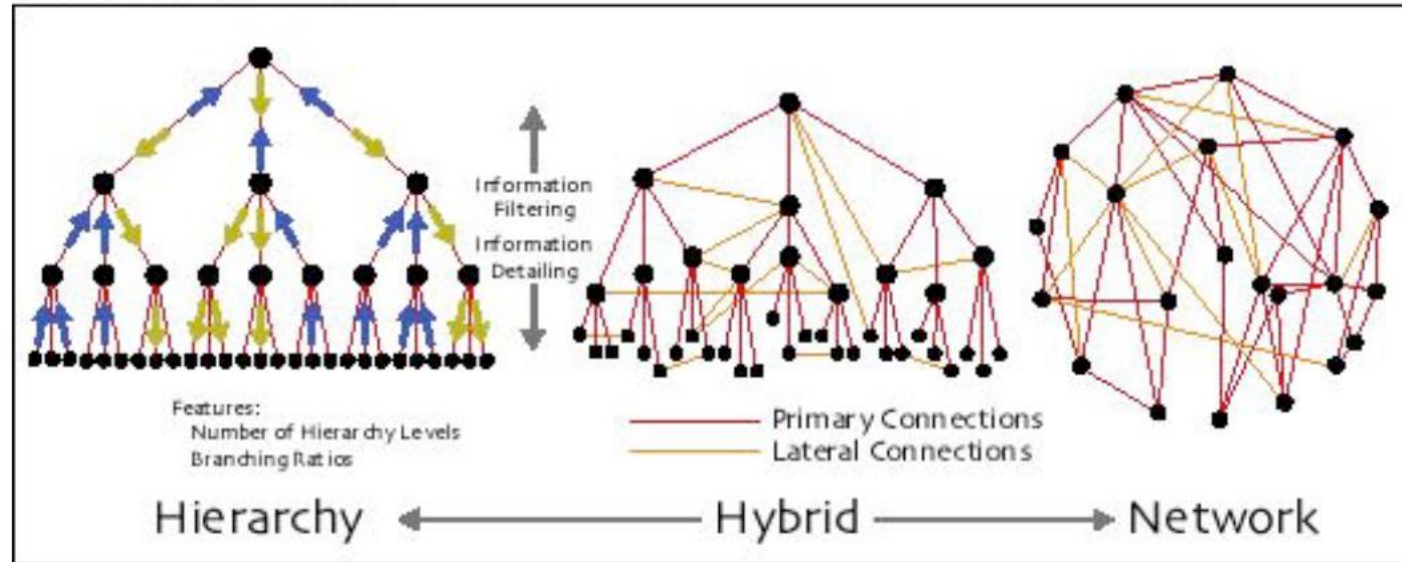 Information
Filtering
Information
Detailing
Features:
Number of Hierarchy Levels
Branching Ratios
Primary Connections
Lateral Connections
Hierarchy
Hybrid
Network